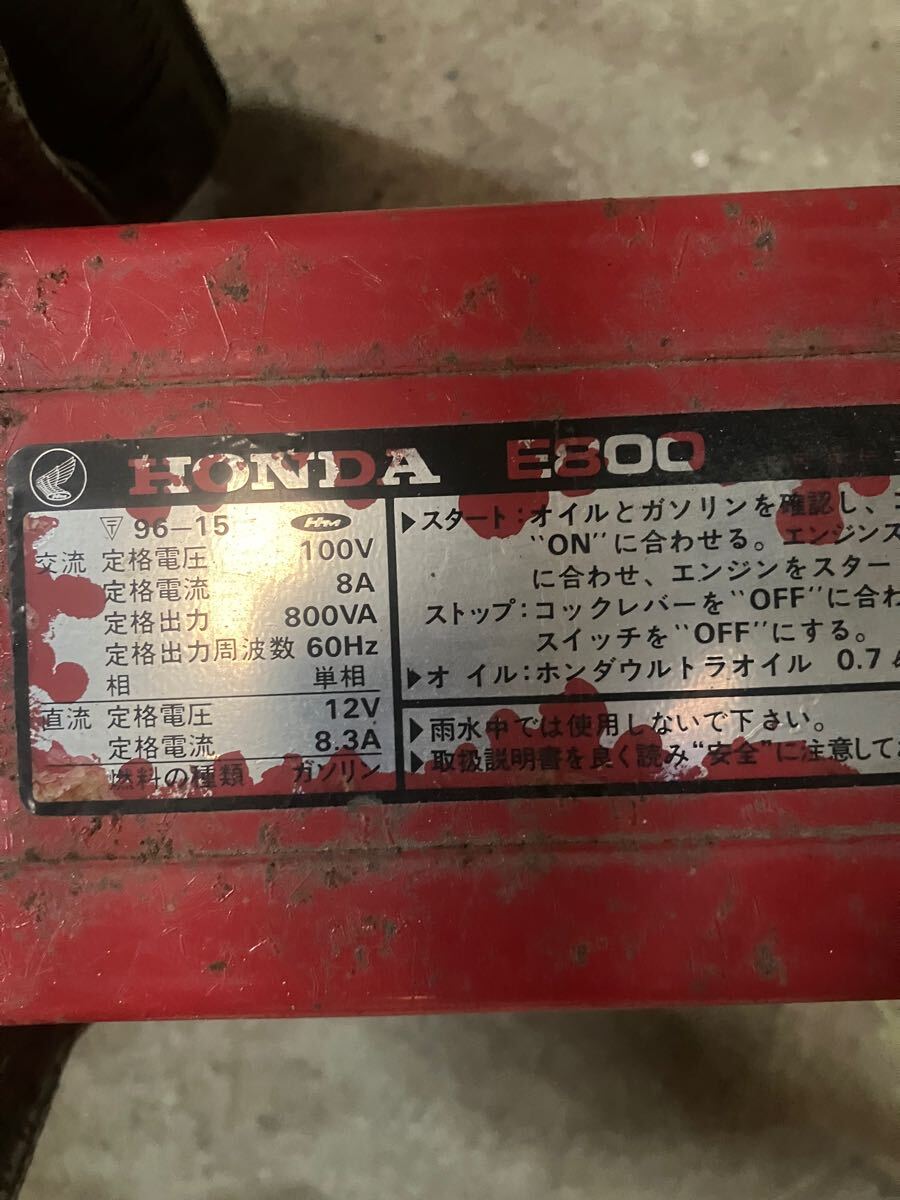 HONDA E800
▽〒 96-15 HM
交流 定格電圧 100V
定格電流 8A
定格出力 800VA
定格出力周波数 60Hz
相 単相
直流 定格電圧 12V
定格電流 8.3A
燃料の種類 ガソリン
▶スタート:オイルとガソリンを確認し、
"ON"に合わせる。エンジンス
に合わせ、エンジンをスター
ストップ:コックレバーを"OFF"に合わ
スイッチを"OFF"にする。
▶オイル:ホンダウルトラオイル 0.7
▶雨水中では使用しないで下さい。
▶取扱説明書を良く読み"安全"に注意して